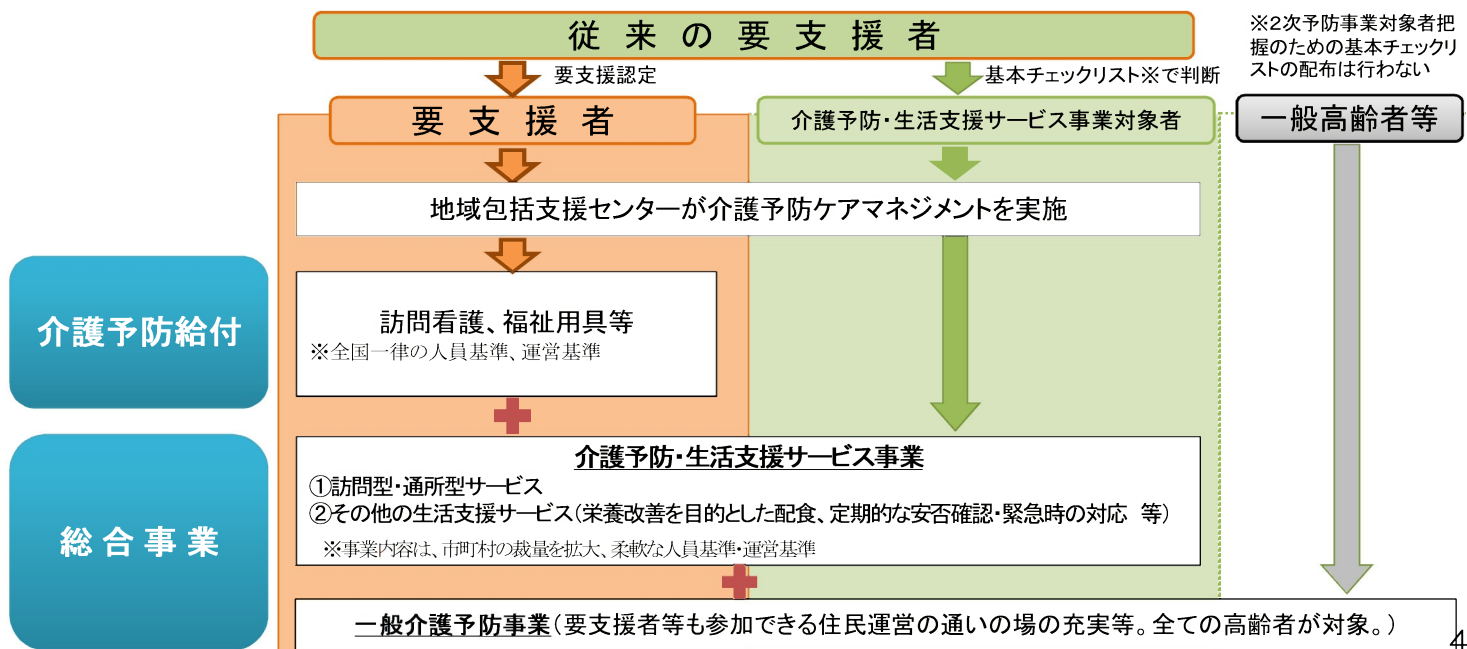 従来の要支援者
※2次予防事業対象者把
握のための基本チェックリ
ストの配布は行わない
要支援認定
基本チェックリスト※で判断
要支援者
介護予防・生活支援サービス事業対象者
一般高齢者等
地域包括支援センターが介護予防ケアマネジメントを実施
介護予防給付
訪問看護、福祉用具等
※全国一律の人員基準、運営基準
総合事業
介護予防・生活支援サービス事業
①訪問型・通所型サービス
②その他の生活支援サービス(栄養改善を目的とした配食、定期的な安否確認・緊急時の対応 等)
※事業内容は、市町村の裁量を拡大、柔軟な人員基準・運営基準
一般介護予防事業(要支援者等も参加できる住民運営の通いの場の充実等。全ての高齢者が対象。)
4